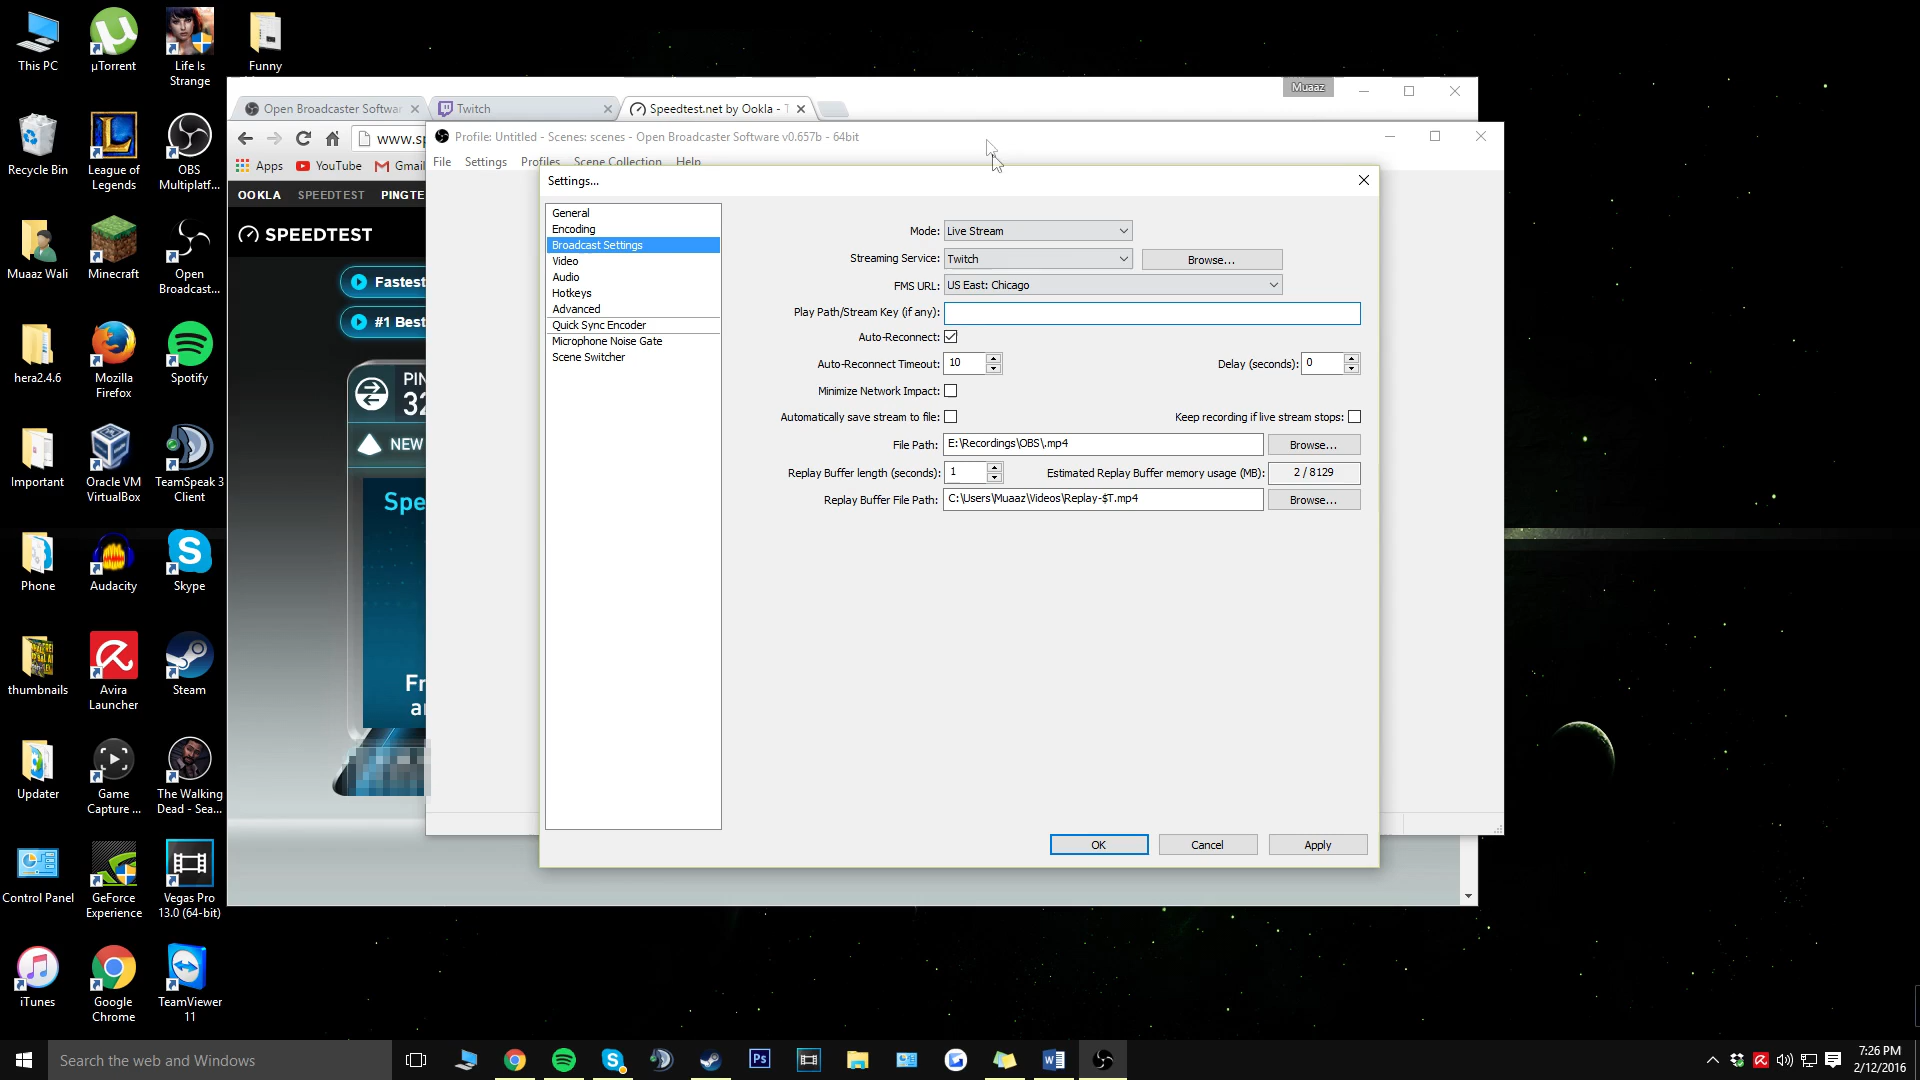 This PC
µTorrent
Life Is
Strange
Funny
Recycle Bin
League of
Legends
OBS
Multiplatf...
Muaaz Wali
Minecraft
Open
Broadcast...
hera2.4.6
Mozilla
Firefox
Spotify
Important
Oracle VM
VirtualBox
TeamSpeak 3
Client
Phone
Audacity
Skype
thumbnails
Avira
Launcher
Steam
Updater
Game
Capture ...
The Walking
Dead - Sea...
Control Panel
GeForce
Experience
Vegas Pro
13.0 (64-bit)
iTunes
Google
Chrome
TeamViewer
11
Muaaz
Open Broadcaster Softwar
Twitch
Speedtest.net by Ookla - T
www.sp
Apps YouTube Gmail
OOKLA SPEEDTEST PINGTE
SPEEDTEST
Fastest
#1 Best
PIN
32
NEW
Spe
Fr
an
Profile: Untitled - Scenes: scenes - Open Broadcaster Software v0.657b - 64bit
File Settings Profiles Scene Collection Help
Settings...
General
Encoding
Broadcast Settings
Video
Audio
Hotkeys
Advanced
Quick Sync Encoder
Microphone Noise Gate
Scene Switcher
Mode: Live Stream
Streaming Service: Twitch Browse...
FMS URL: US East: Chicago
Play Path/Stream Key (if any):
Auto-Reconnect:
Auto-Reconnect Timeout: 10 Delay (seconds): 0
Minimize Network Impact:
Automatically save stream to file: Keep recording if live stream stops:
File Path: E:\Recordings\OBS\.mp4 Browse...
Replay Buffer length (seconds): 1 Estimated Replay Buffer memory usage (MB): 2 / 8129
Replay Buffer File Path: C:\Users\Muaaz\Videos\Replay-$T.mp4 Browse...
OK Cancel Apply
Search the web and Windows
Ps
7:26 PM
2/12/2016